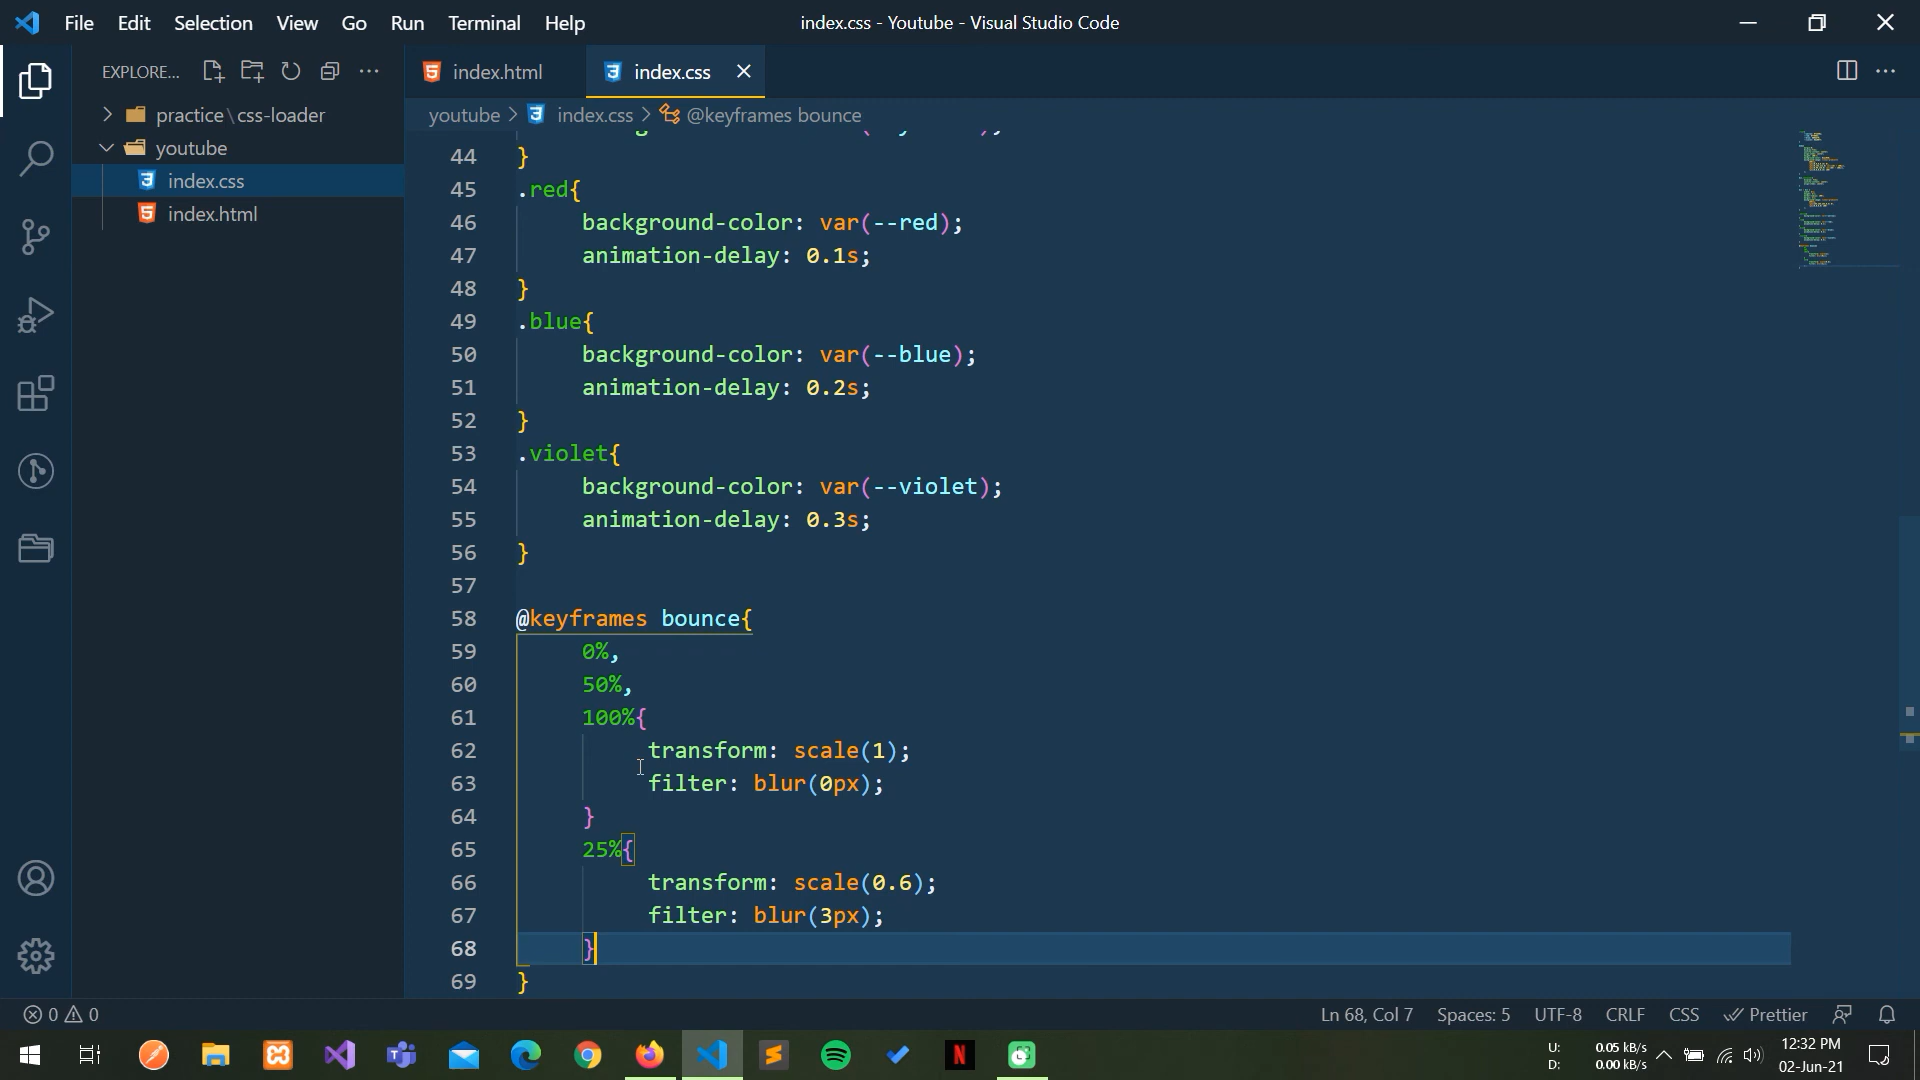 File Edit Selection View Go Run Terminal Help
index.css - Youtube - Visual Studio Code
EXPLORE...
index.html
index.css
practice\css-loader
youtube
index.css
index.html
youtube > index.css > @keyframes bounce
44 }
45 .red{
46 background-color: var(--red);
47 animation-delay: 0.1s;
48 }
49 .blue{
50 background-color: var(--blue);
51 animation-delay: 0.2s;
52 }
53 .violet{
54 background-color: var(--violet);
55 animation-delay: 0.3s;
56 }
57
58 @keyframes bounce{
59 0%,
60 50%,
61 100%{
62 transform: scale(1);
63 filter: blur(0px);
64 }
65 25%{
66 transform: scale(0.6);
67 filter: blur(3px);
68 }
69 }
0 0
Ln 68, Col 7 Spaces: 5 UTF-8 CRLF CSS Prettier
U: 0.05 kB/s
D: 0.00 kB/s
12:32 PM
02-Jun-21